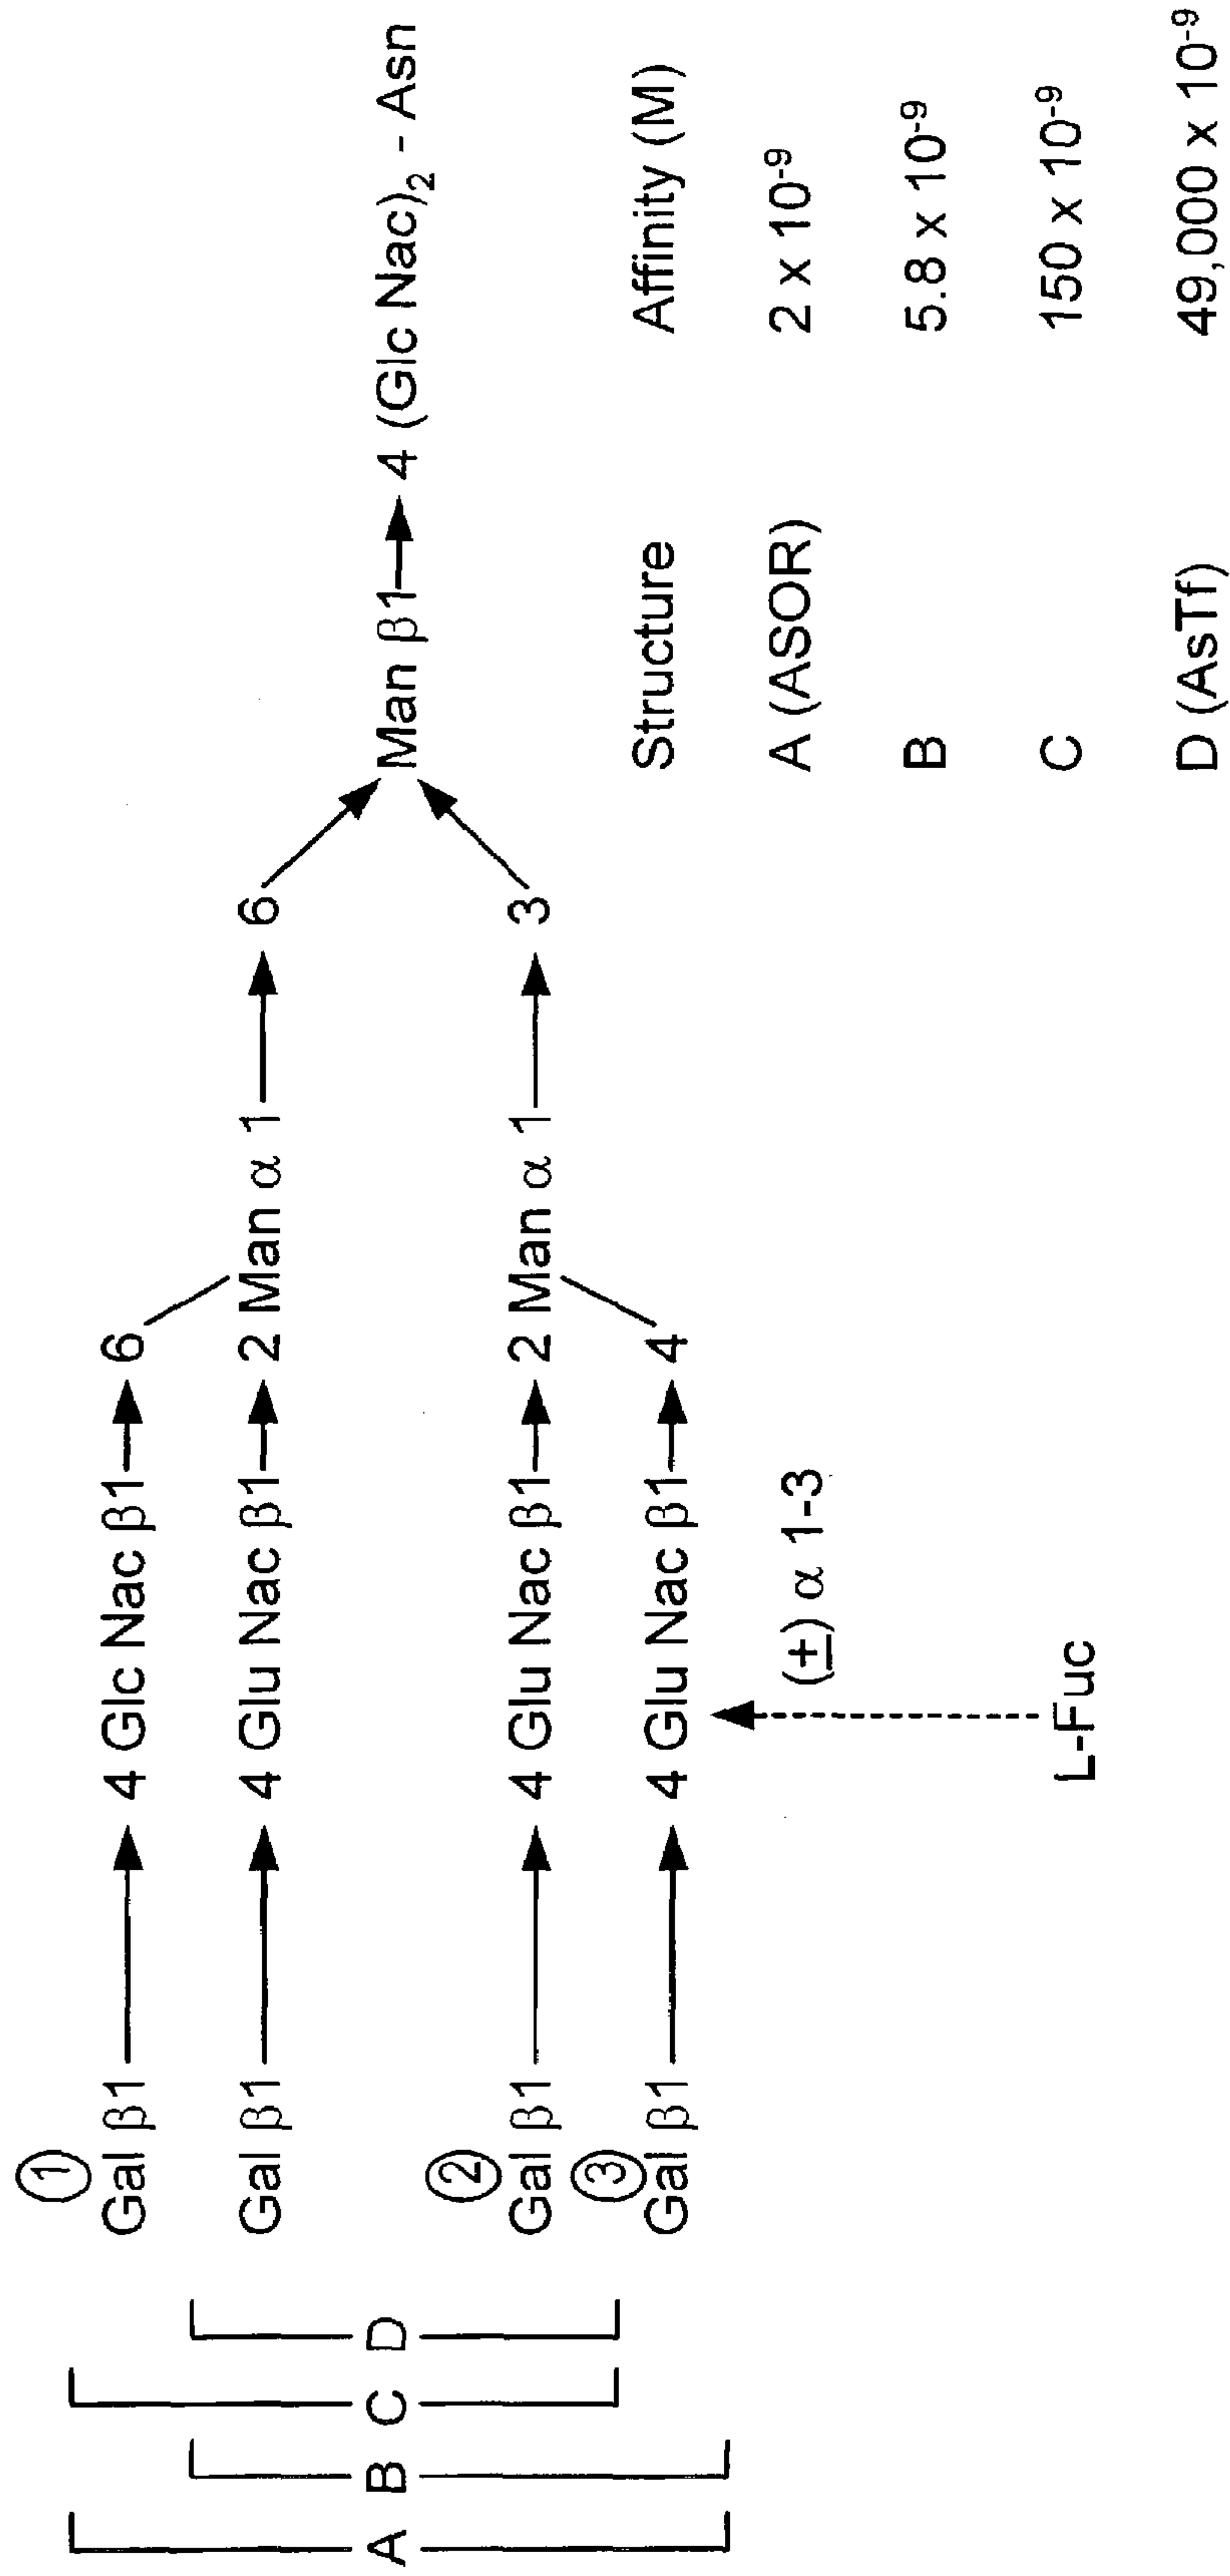 ①
Gal β1 4 Glc Nac β1 6
Gal β1 4 Glu Nac β1 2 Man α 1 6
Man β1 4 (Glc Nac)2 - Asn
②
Gal β1 4 Glu Nac β1 2 Man α 1 3
③
Gal β1 4 Glu Nac β1 4
(±) α 1-3
L-Fuc
A B C D
Structure Affinity (M)
A (ASOR) 2 x 10-9
B 5.8 x 10-9
C 150 x 10-9
D (AsTf) 49,000 x 10-9